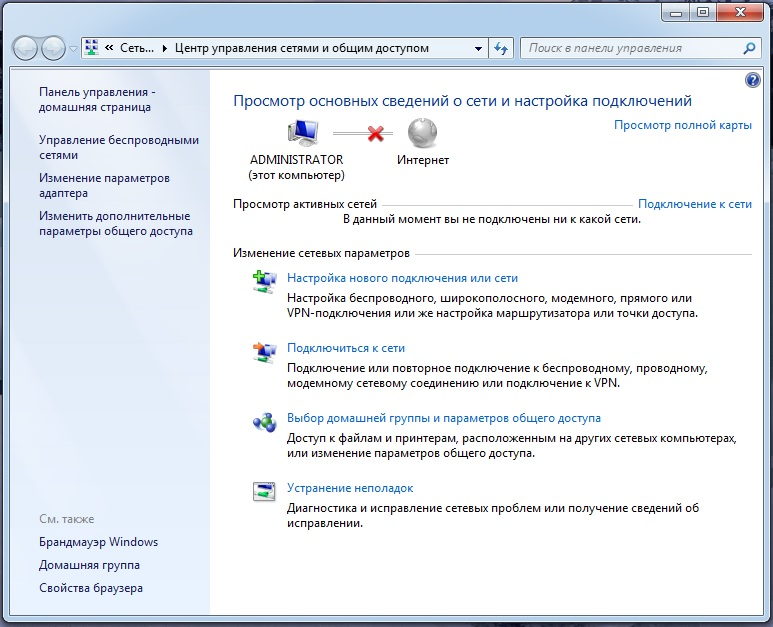 « Сеть... ▸ Центр управления сетями и общим доступом
Поиск в панели управления
Панель управления -
домашняя страница
Управление беспроводными
сетями
Изменение параметров
адаптера
Изменить дополнительные
параметры общего доступа
См. также
Брандмауэр Windows
Домашняя группа
Свойства браузера
Просмотр основных сведений о сети и настройка подключений
Просмотр полной карты
ADMINISTRATOR
(этот компьютер)
Интернет
Просмотр активных сетей
Подключение к сети
В данный момент вы не подключены ни к какой сети.
Изменение сетевых параметров
Настройка нового подключения или сети
Настройка беспроводного, широкополосного, модемного, прямого или
VPN-подключения или же настройка маршрутизатора или точки доступа.
Подключиться к сети
Подключение или повторное подключение к беспроводному, проводному,
модемному сетевому соединению или подключение к VPN.
Выбор домашней группы и параметров общего доступа
Доступ к файлам и принтерам, расположенным на других сетевых компьютерах,
или изменение параметров общего доступа.
Устранение неполадок
Диагностика и исправление сетевых проблем или получение сведений об
исправлении.